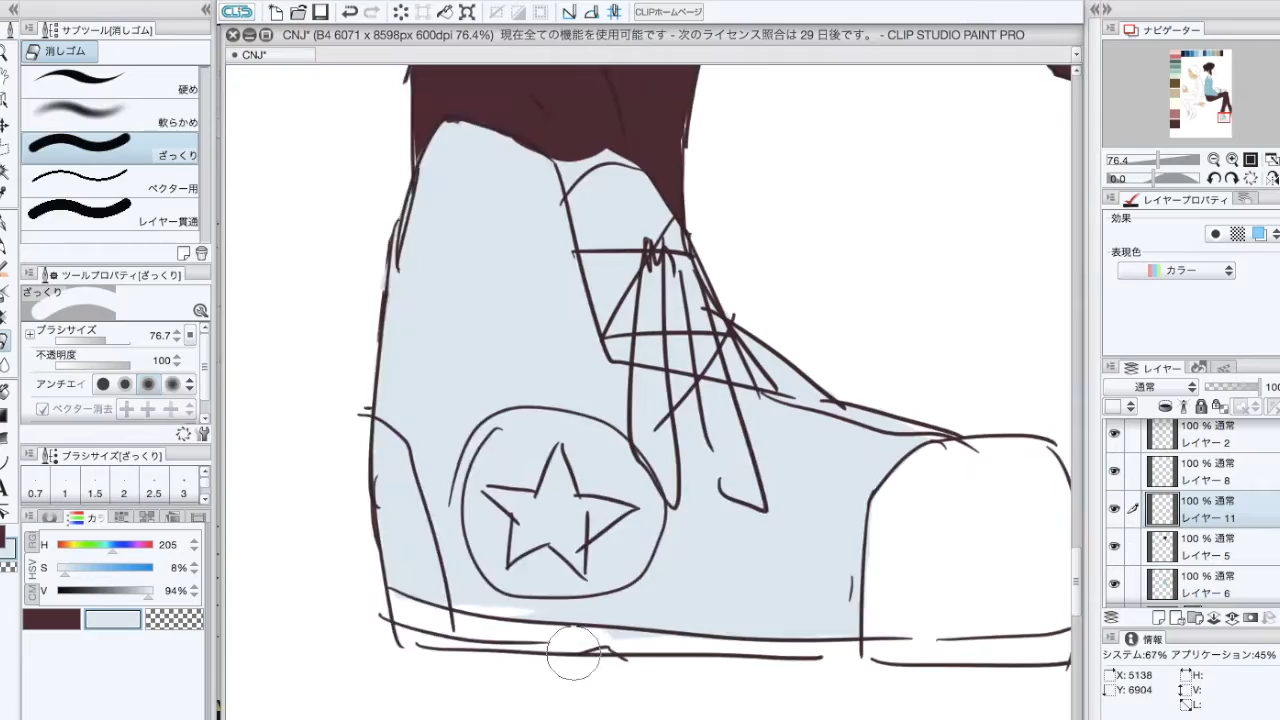 CLiP
CLIPホームページ
サブツール[消しゴム]
消しゴム
硬め
軟らかめ
ざっくり
ベクター用
レイヤー貫通
ツールプロパティ[ざっくり]
ざっくり
ブラシサイズ 76.7
不透明度 100
アンチエイ
ベクター消去
ブラシサイズ[消しゴム]
0.7 1 1.5 2 2.5 3
カラ
H 205
S 8%
V 94%
CNJ* (B4 6071 x 8598px 600dpi 76.4%) 現在全ての機能を使用可能です - 次のライセンス照合は 29 日後です。 - CLIP STUDIO PAINT PRO
CNJ*
ナビゲーター
76.4
0.0
レイヤープロパティ
効果
表現色
カラー
レイヤー
通常 100
100 % 通常
レイヤー 2
100 % 通常
レイヤー 8
100 % 通常
レイヤー 11
100 % 通常
レイヤー 5
100 % 通常
レイヤー 6
情報
システム:67% アプリケーション:45%
X: 5138 H:
Y: 6904 V:
L: